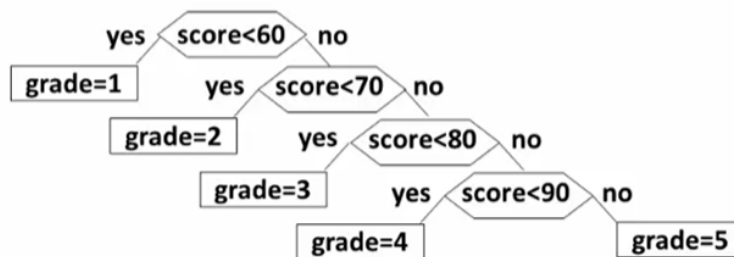 yes score<60 no
grade=1 yes score<70 no
grade=2 yes score<80 no
grade=3 yes score<90 no
grade=4 grade=5